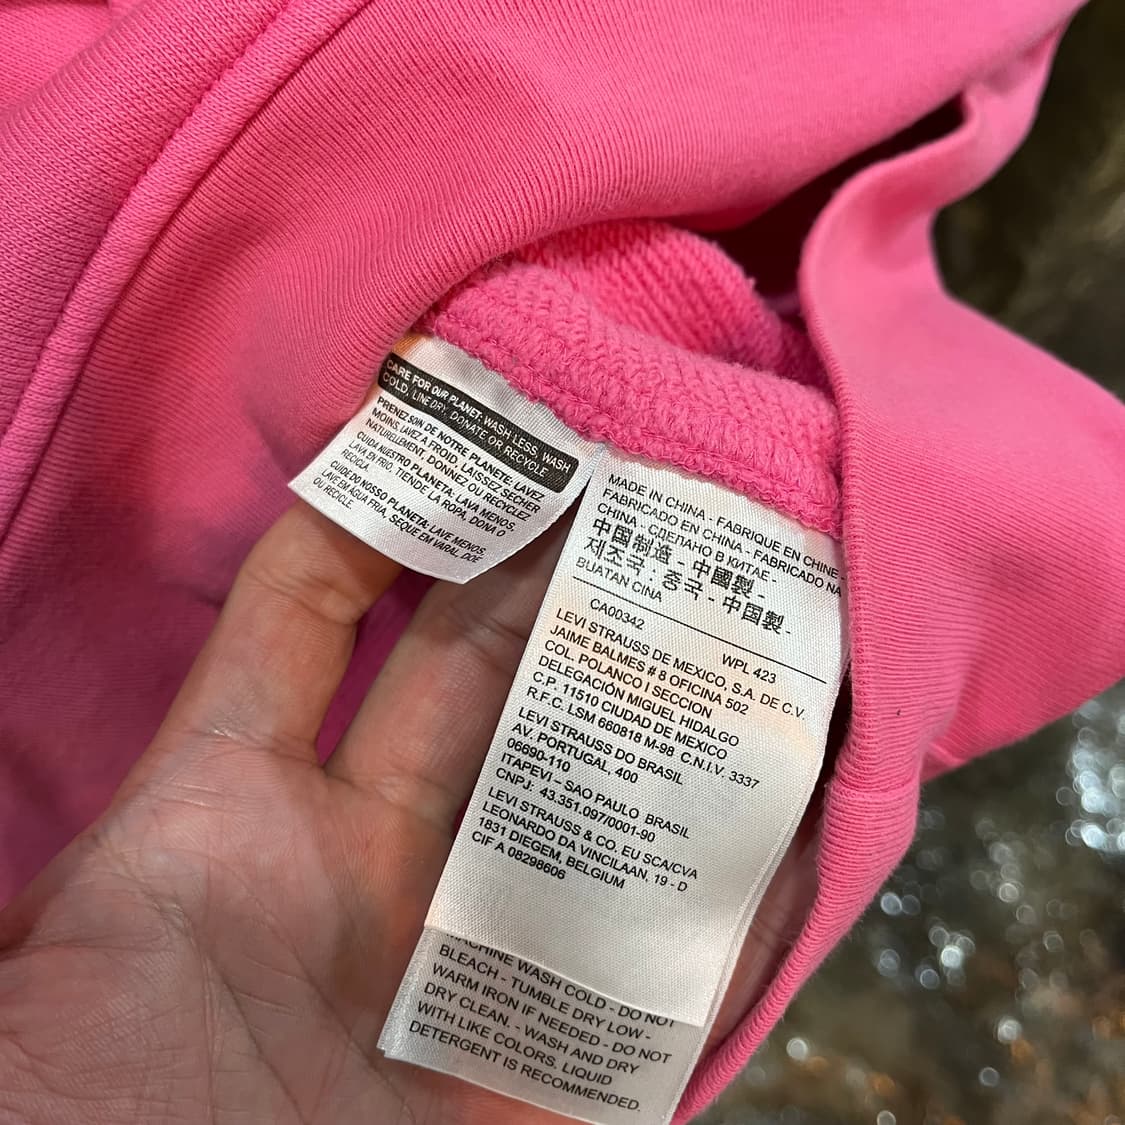 CARE FOR OUR PLANET: WASH LESS, WASH
COLD, LINE DRY, DONATE OR RECYCLE
PRENEZ SOIN DE NOTRE PLANETE: LAVEZ
MOINS, LAVEZ A FROID, LAISSEZ SECHER
NATURELLEMENT, DONNEZ OU RECYCLEZ
CUIDA NUESTRO PLANETA: LAVA MENOS,
LAVA EN FRIO, TIENDE LA ROPA, DONA O
RECICLA.
CUIDE DO NOSSO PLANETA: LAVE MENOS,
LAVE EM AGUA FRIA, SEQUE EM VARAL, DOE
OU RECICLE.
MADE IN CHINA - FABRIQUE EN CHINE -
FABRICADO EN CHINA - FABRICADO NA
CHINA - СДЕЛАНО В КИТАЕ -
中国制造 - 中國製 -
제조국 : 중국 - 中国製 -
BUATAN CINA
CA00342 WPL 423
LEVI STRAUSS DE MEXICO, S.A. DE C.V.
JAIME BALMES # 8 OFICINA 502
COL. POLANCO I SECCION
DELEGACIÓN MIGUEL HIDALGO
C.P. 11510 CIUDAD DE MEXICO
R.F.C. LSM 660818 M-98 C.N.I.V. 3337
LEVI STRAUSS DO BRASIL
AV. PORTUGAL, 400
06690-110
ITAPEVI – SAO PAULO BRASIL
CNPJ: 43.351.097/0001-90
LEVI STRAUSS & CO. EU SCA/CVA
LEONARDO DA VINCILAAN, 19 - D
1831 DIEGEM, BELGIUM
CIF A 08298606
MACHINE WASH COLD - DO NOT
BLEACH - TUMBLE DRY LOW -
WARM IRON IF NEEDED - DO NOT
DRY CLEAN. - WASH AND DRY
WITH LIKE COLORS, LIQUID
DETERGENT IS RECOMMENDED.